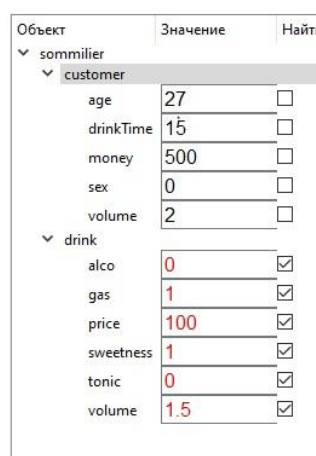 Объект Значение Найти
sommilier
customer
age 27
drinkTime 15
money 500
sex 0
volume 2
drink
alco 0
gas 1
price 100
sweetness 1
tonic 0
volume 1.5